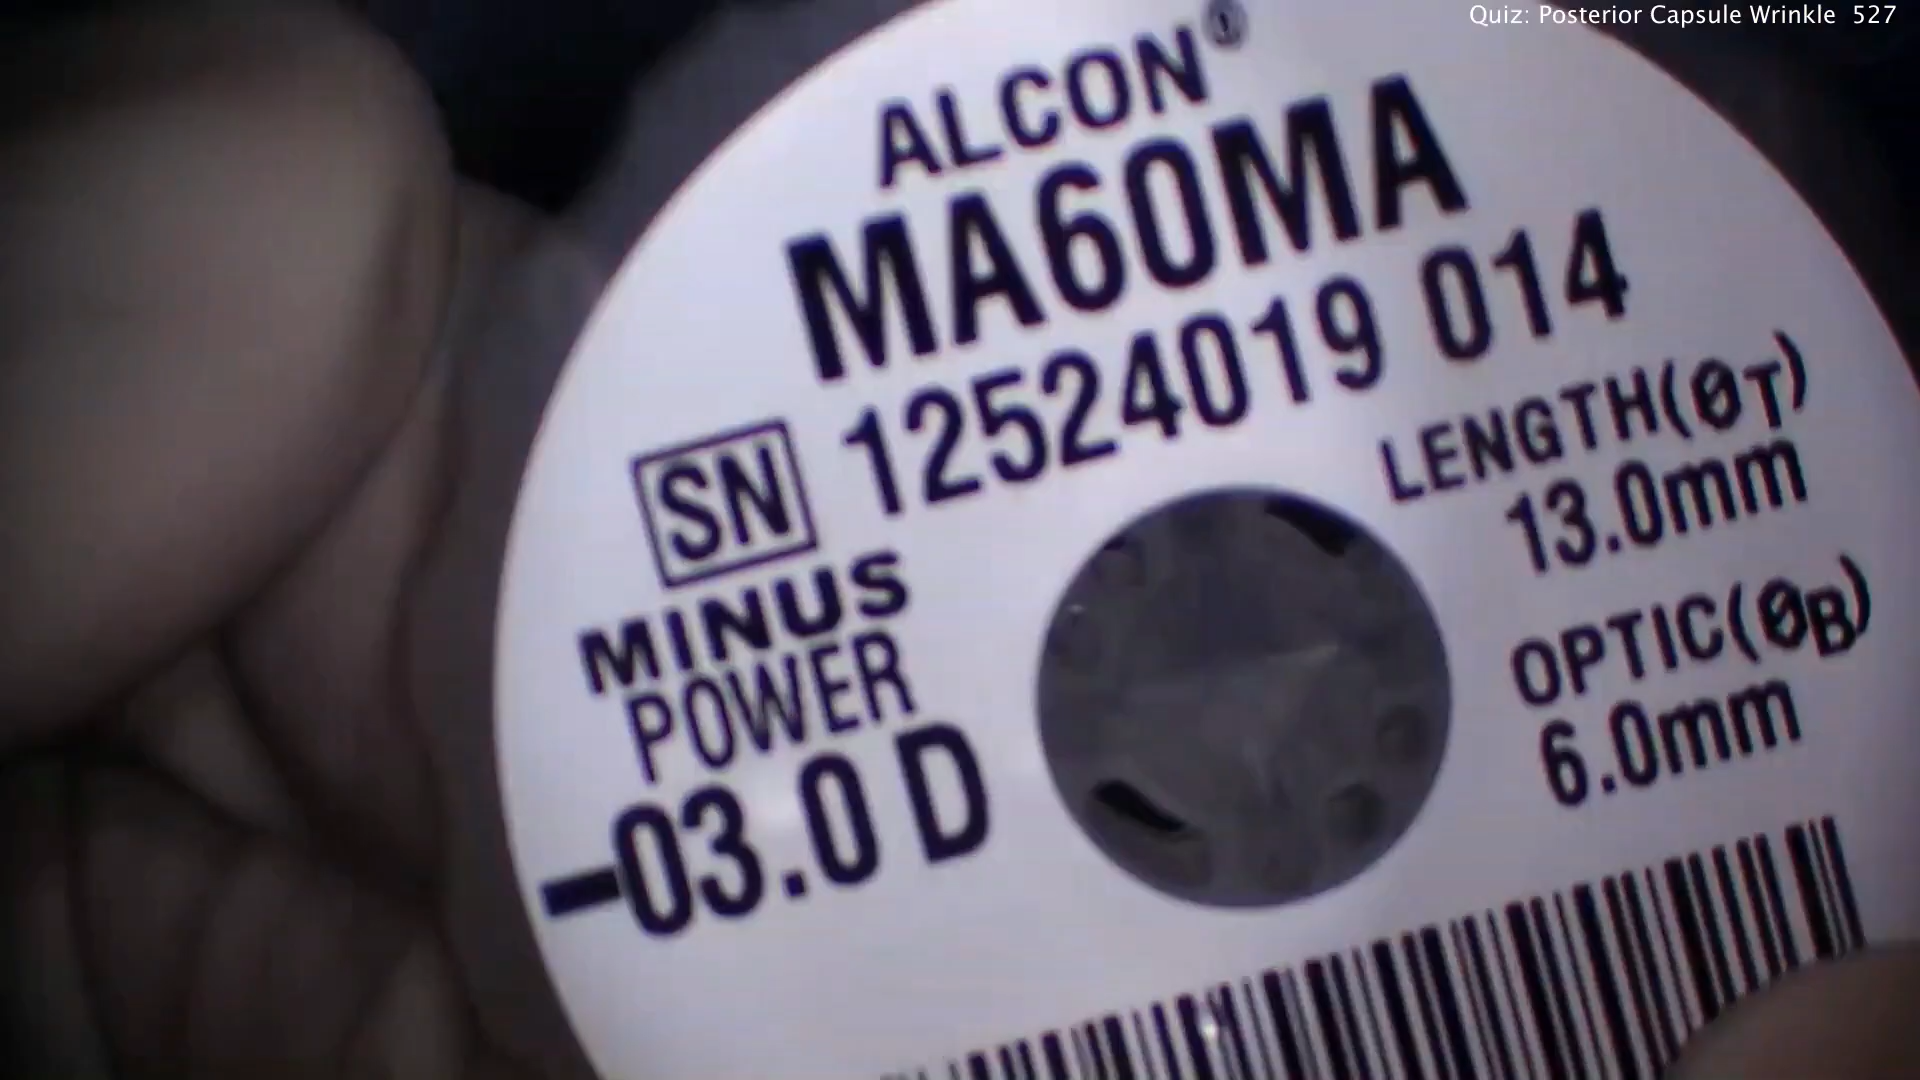 Quiz: Posterior Capsule Wrinkle 527
ALCON®
MA60MA
SN 12524019 014
LENGTH(ØT)
13.0mm
OPTIC(ØB)
6.0mm
MINUS
POWER
-03.0 D